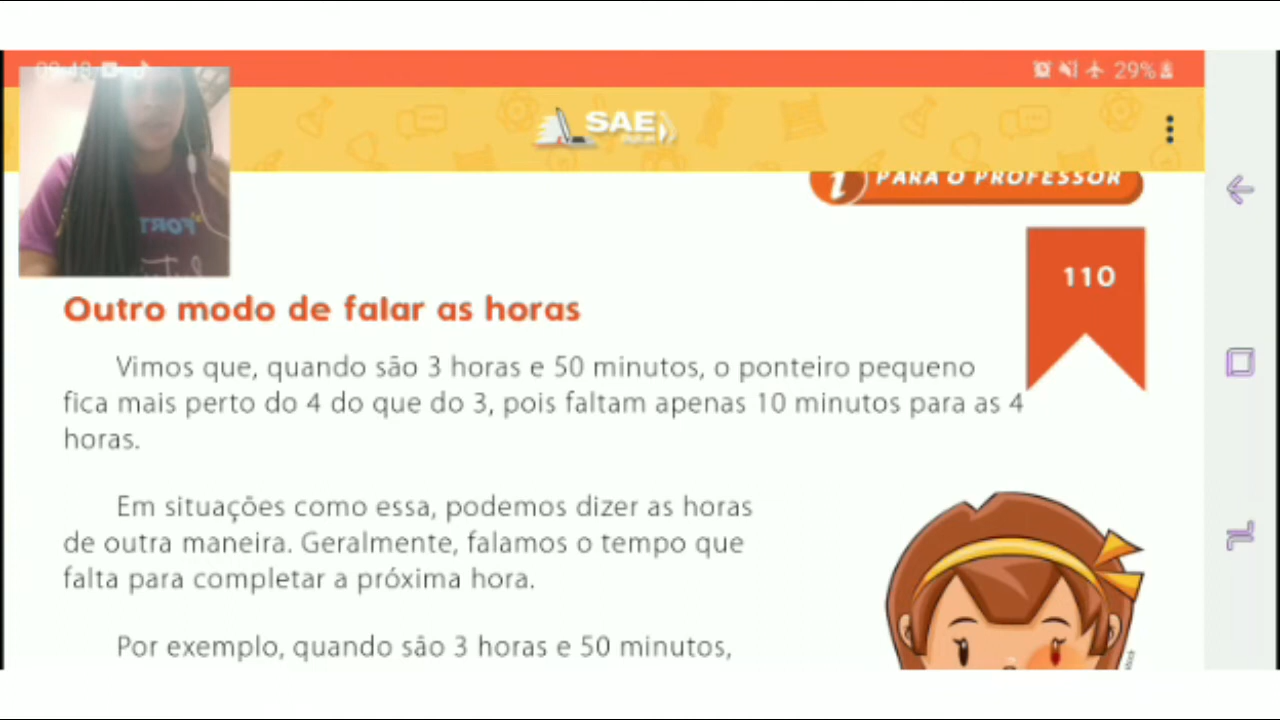 09:48
29%
SAE
PARA O PROFESSOR
110
Outro modo de falar as horas
Vimos que, quando são 3 horas e 50 minutos, o ponteiro pequeno
fica mais perto do 4 do que do 3, pois faltam apenas 10 minutos para as 4
horas.
Em situações como essa, podemos dizer as horas
de outra maneira. Geralmente, falamos o tempo que
falta para completar a próxima hora.
Por exemplo, quando são 3 horas e 50 minutos,